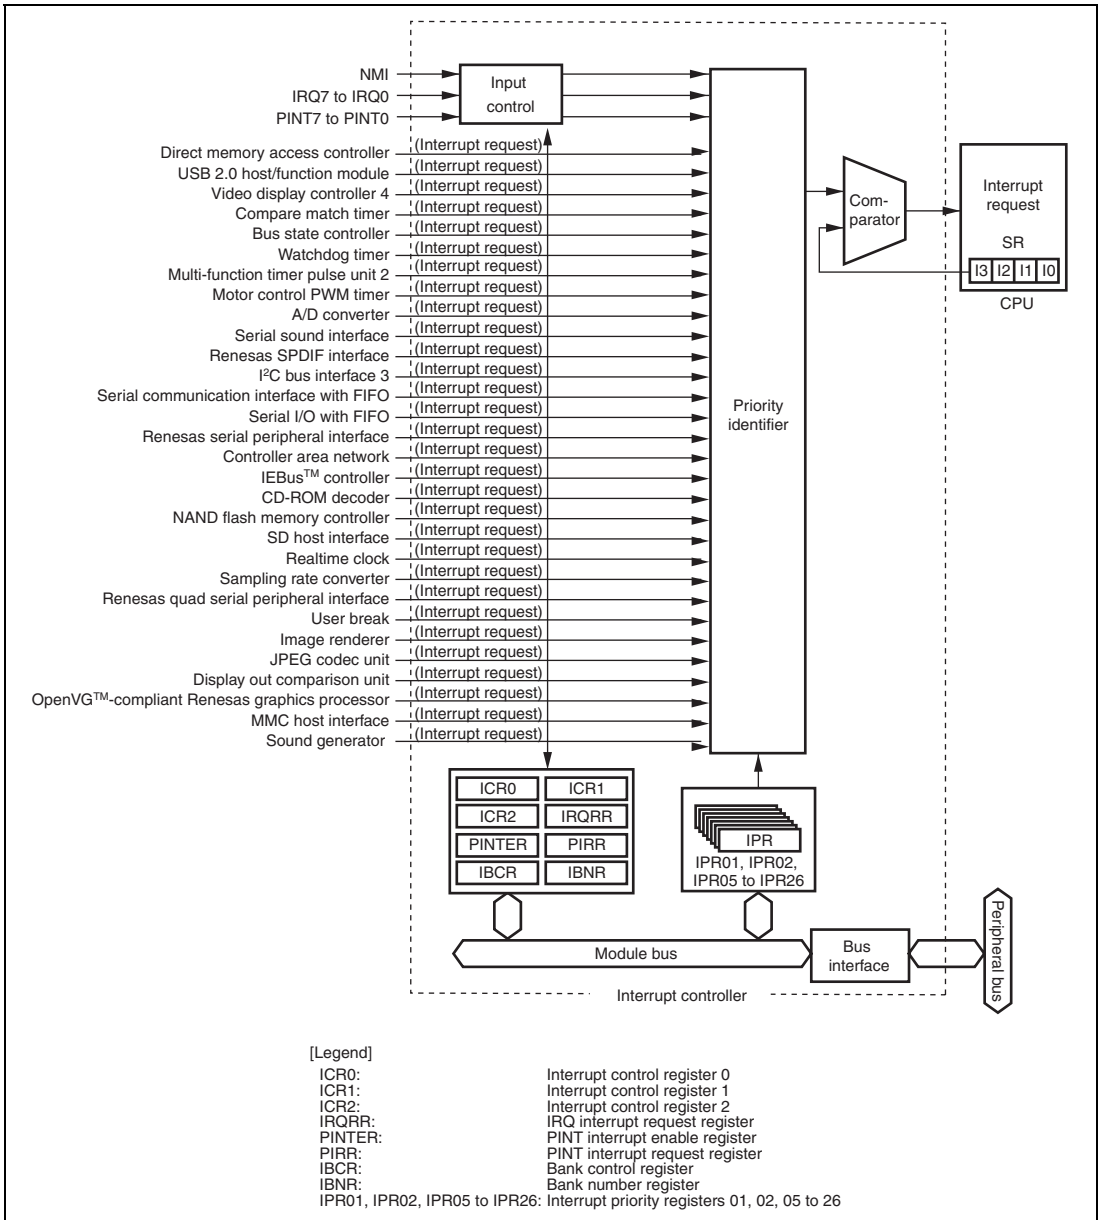 NMI
IRQ7 to IRQ0
PINT7 to PINT0
Input
control
Direct memory access controller (Interrupt request)
USB 2.0 host/function module (Interrupt request)
Video display controller 4 (Interrupt request)
Compare match timer (Interrupt request)
Bus state controller (Interrupt request)
Watchdog timer (Interrupt request)
Multi-function timer pulse unit 2 (Interrupt request)
Motor control PWM timer (Interrupt request)
A/D converter (Interrupt request)
Serial sound interface (Interrupt request)
Renesas SPDIF interface (Interrupt request)
I²C bus interface 3 (Interrupt request)
Serial communication interface with FIFO (Interrupt request)
Serial I/O with FIFO (Interrupt request)
Renesas serial peripheral interface (Interrupt request)
Controller area network (Interrupt request)
IEBus™ controller (Interrupt request)
CD-ROM decoder (Interrupt request)
NAND flash memory controller (Interrupt request)
SD host interface (Interrupt request)
Realtime clock (Interrupt request)
Sampling rate converter (Interrupt request)
Renesas quad serial peripheral interface (Interrupt request)
User break (Interrupt request)
Image renderer (Interrupt request)
JPEG codec unit (Interrupt request)
Display out comparison unit (Interrupt request)
OpenVG™-compliant Renesas graphics processor (Interrupt request)
MMC host interface (Interrupt request)
Sound generator (Interrupt request)
Priority
identifier
Com-
parator
Interrupt
request
SR
I3 I2 I1 I0
CPU
ICR0 ICR1
ICR2 IRQRR
PINTER PIRR
IBCR IBNR
IPR
IPR01, IPR02,
IPR05 to IPR26
Module bus
Bus
interface
Peripheral bus
Interrupt controller
[Legend]
ICR0: Interrupt control register 0
ICR1: Interrupt control register 1
ICR2: Interrupt control register 2
IRQRR: IRQ interrupt request register
PINTER: PINT interrupt enable register
PIRR: PINT interrupt request register
IBCR: Bank control register
IBNR: Bank number register
IPR01, IPR02, IPR05 to IPR26: Interrupt priority registers 01, 02, 05 to 26